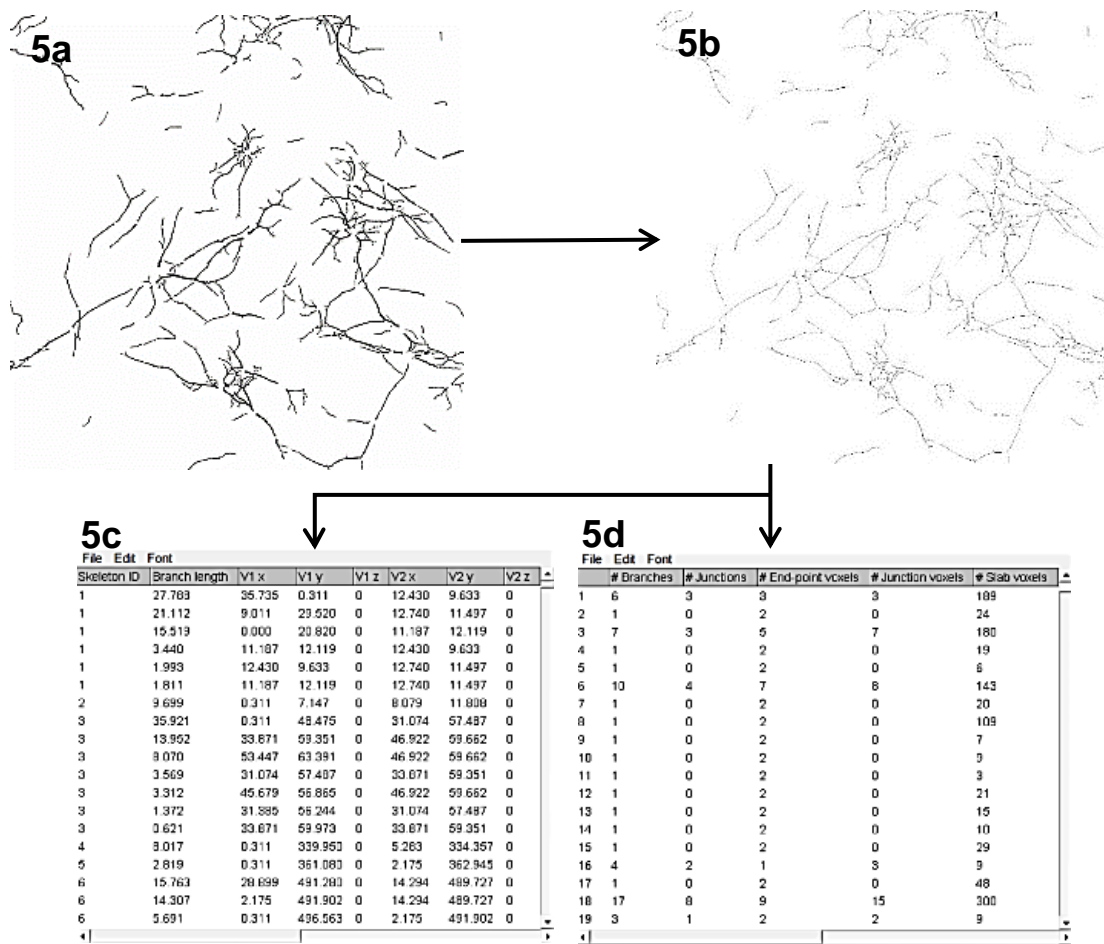 5a
5b
5c
File Edit Font
Skeleton ID Branch length V1 x V1 y V1 z V2 x V2 y V2 z
1 27.783 35.735 0.311 0 12.430 9.633 0
1 21.112 9.011 29.520 0 12.740 11.497 0
1 15.519 0.000 20.820 0 11.187 12.119 0
1 3.440 11.187 12.119 0 12.430 9.633 0
1 1.993 12.430 9.633 0 12.740 11.497 0
1 1.811 11.187 12.119 0 12.740 11.497 0
2 9.699 0.311 7.147 0 8.079 11.808 0
3 35.921 0.311 48.475 0 31.074 57.487 0
3 13.952 33.871 59.351 0 46.922 59.662 0
3 8.070 53.447 63.391 0 46.922 59.662 0
3 3.569 31.074 57.487 0 33.871 59.351 0
3 3.312 45.679 56.865 0 46.922 59.662 0
3 1.372 31.385 56.244 0 31.074 57.487 0
3 0.621 33.871 59.973 0 33.871 59.351 0
4 8.017 0.311 339.950 0 5.283 334.357 0
5 2.819 0.311 361.080 0 2.175 362.945 0
6 15.763 28.899 491.280 0 14.294 489.727 0
6 14.307 2.175 491.902 0 14.294 489.727 0
6 5.691 0.311 496.563 0 2.175 491.902 0
5d
File Edit Font
# Branches # Junctions # End-point voxels # Junction voxels # Slab voxels
1 6 3 3 3 189
2 1 0 2 0 24
3 7 3 5 7 180
4 1 0 2 0 19
5 1 0 2 0 6
6 10 4 7 8 143
7 1 0 2 0 20
8 1 0 2 0 109
9 1 0 2 0 7
10 1 0 2 0 9
11 1 0 2 0 3
12 1 0 2 0 21
13 1 0 2 0 15
14 1 0 2 0 10
15 1 0 2 0 29
16 4 2 1 3 9
17 1 0 2 0 48
18 17 8 9 15 300
19 3 1 2 2 9